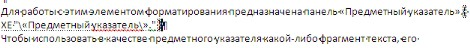 Для работы с этим элементом форматирования предназначена панель «Предметный указатель»{
XE "\«Предметный указатель\»." }
Чтобы использовать в качестве предметного указателя какой-либо фрагмент текста, его